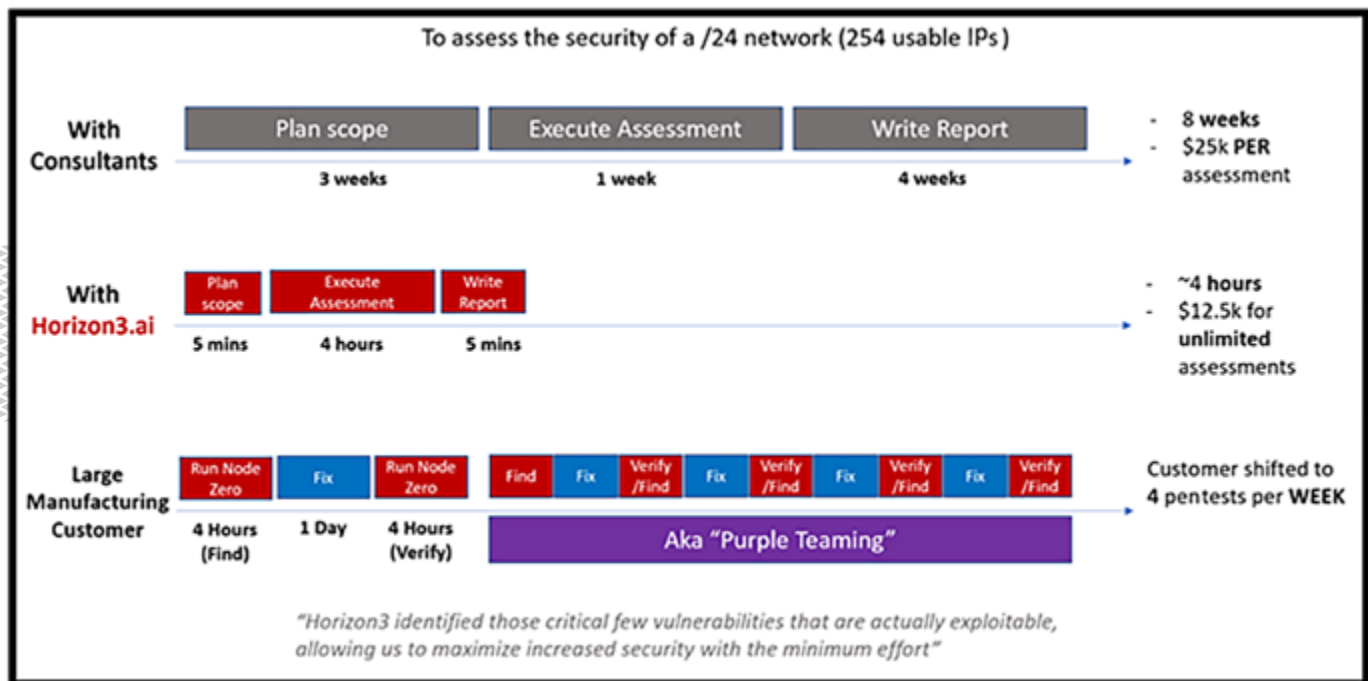 To assess the security of a /24 network (254 usable IPs)
With
Consultants
Plan scope
Execute Assessment
Write Report
3 weeks
1 week
4 weeks
- 8 weeks
- $25k PER
assessment
With
Horizon3.ai
Plan
scope
Execute
Assessment
Write
Report
5 mins
4 hours
5 mins
- ~4 hours
- $12.5k for
unlimited
assessments
Large
Manufacturing
Customer
Run Node
Zero
Fix
Run Node
Zero
Find
Fix
Verify
/Find
Fix
Verify
/Find
Fix
Verify
/Find
Fix
Verify
/Find
4 Hours
(Find)
1 Day
4 Hours
(Verify)
Aka “Purple Teaming”
Customer shifted to
4 pentests per WEEK
"Horizon3 identified those critical few vulnerabilities that are actually exploitable,
allowing us to maximize increased security with the minimum effort"